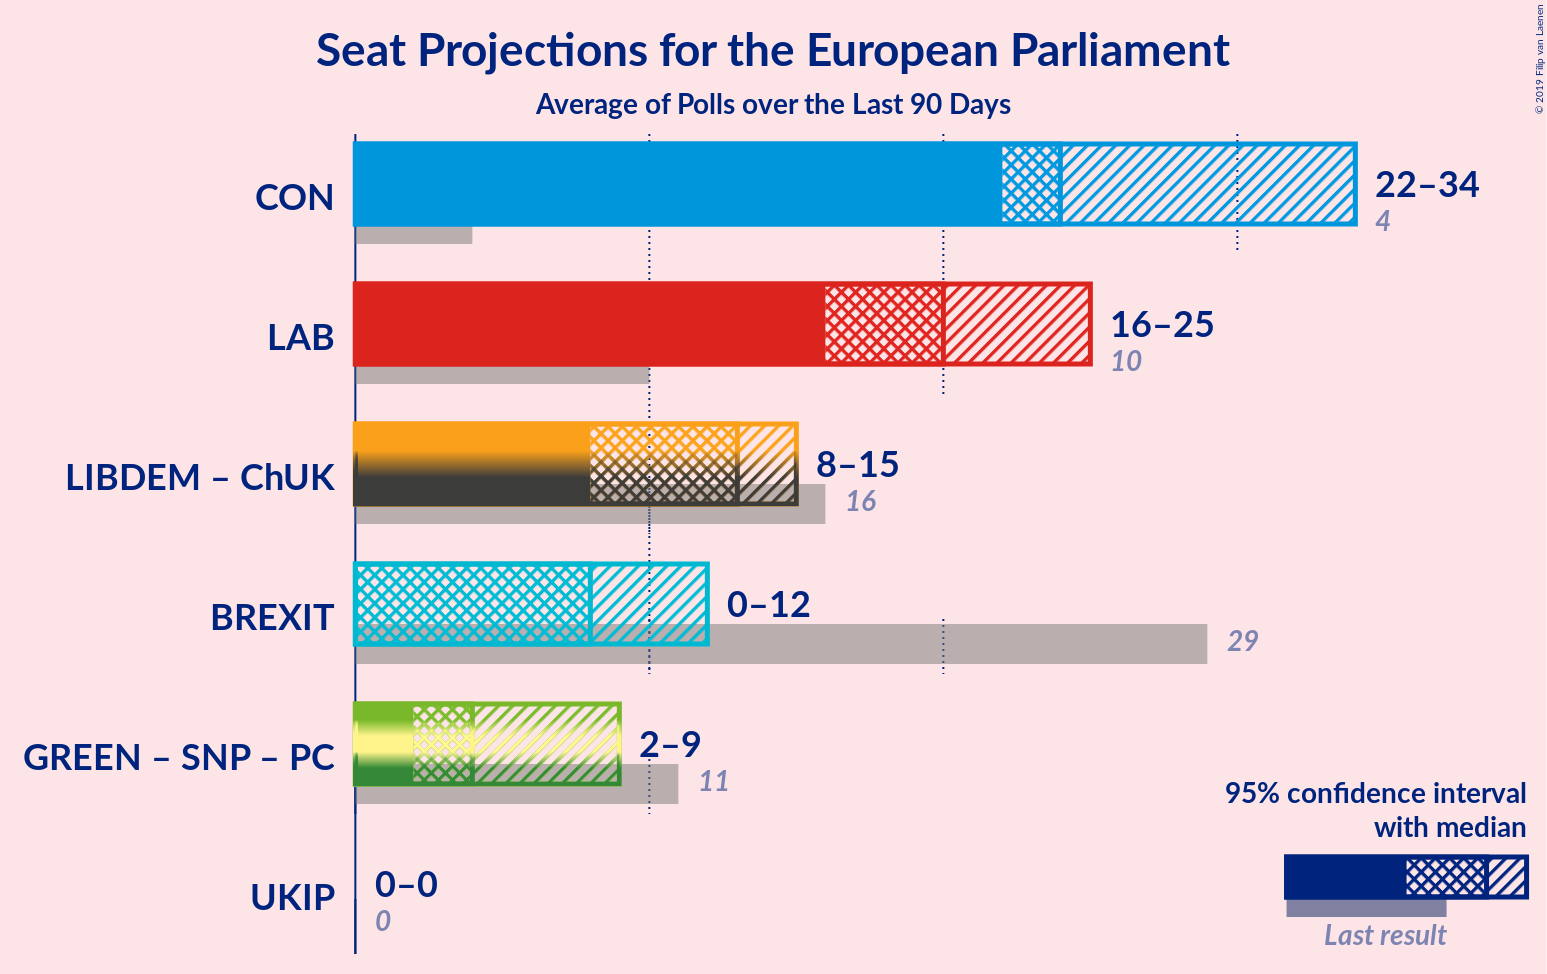 Seat Projections for the European Parliament
Average of Polls over the Last 90 Days
© 2019 Filip van Laenen
CON
22–34
4
LAB
16–25
10
LIBDEM – ChUK
8–15
16
BREXIT
0–12
29
GREEN – SNP – PC
2–9
11
UKIP
0–0
0
95% confidence interval
with median
Last result